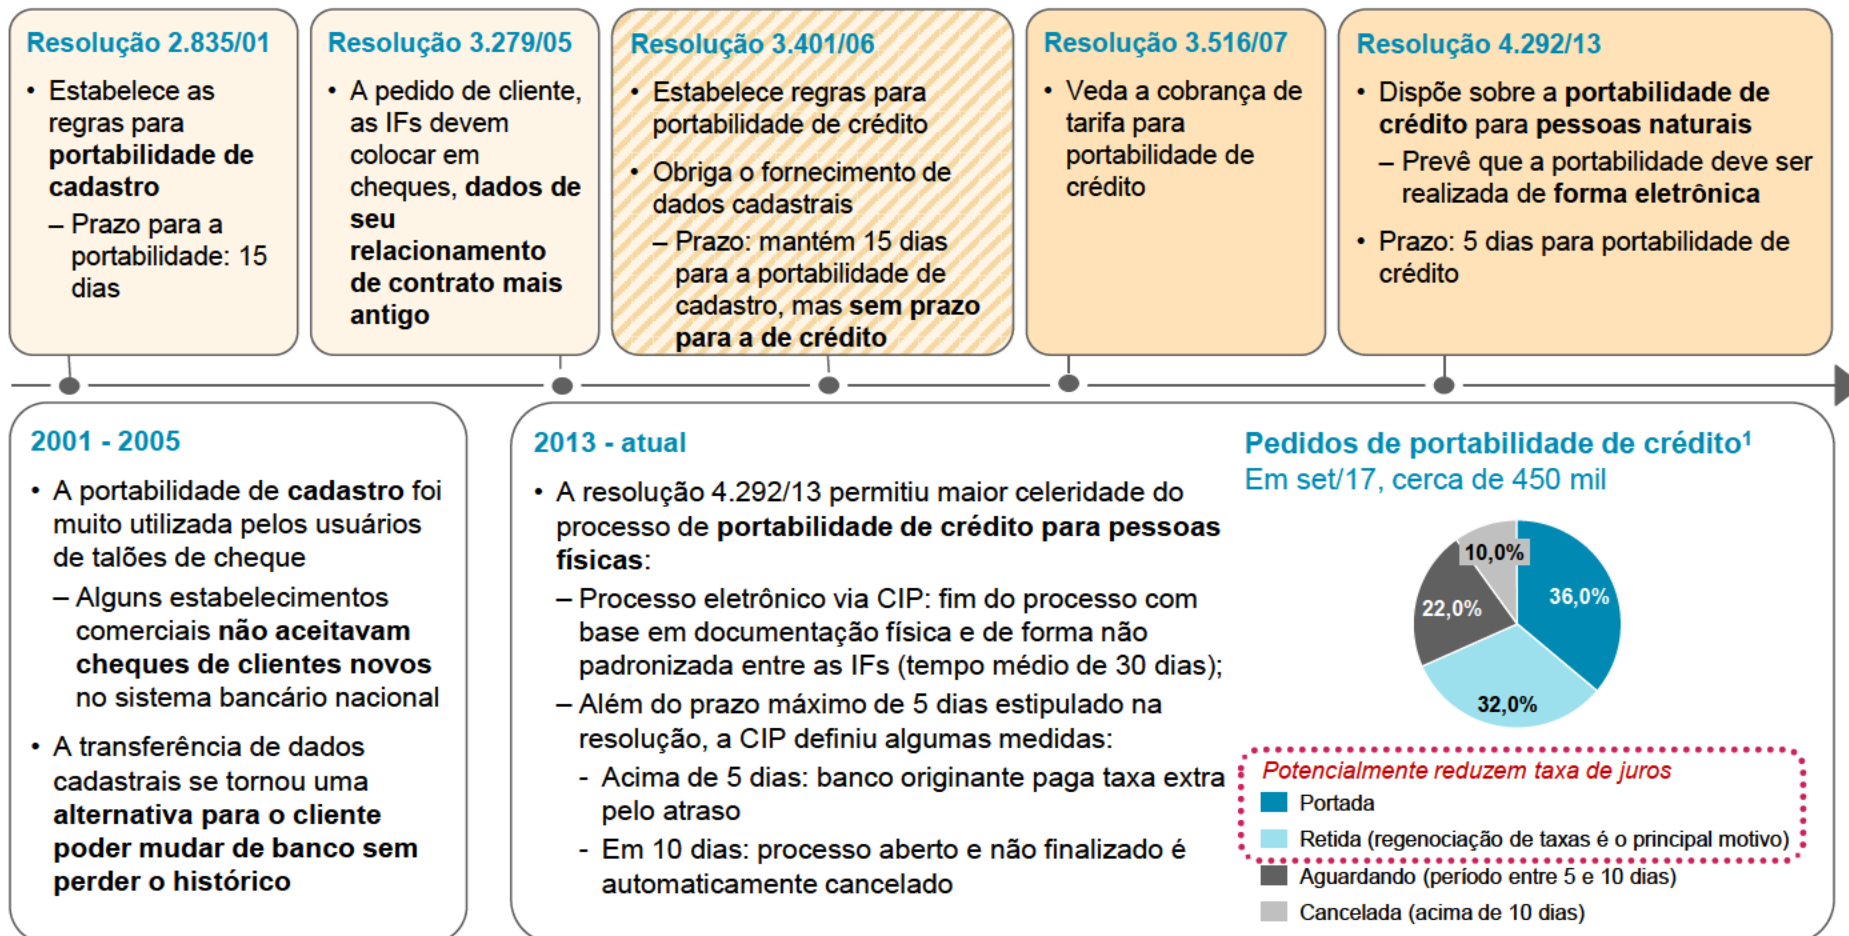 Resolução 2.835/01
• Estabelece as
regras para
portabilidade de
cadastro
– Prazo para a
portabilidade: 15
dias
Resolução 3.279/05
• A pedido de cliente,
as IFs devem
colocar em
cheques, dados de
seu
relacionamento
de contrato mais
antigo
Resolução 3.401/06
• Estabelece regras para
portabilidade de crédito
• Obriga o fornecimento de
dados cadastrais
– Prazo: mantém 15 dias
para a portabilidade de
cadastro, mas sem prazo
para a de crédito
Resolução 3.516/07
• Veda a cobrança de
tarifa para
portabilidade de
crédito
Resolução 4.292/13
• Dispõe sobre a portabilidade de
crédito para pessoas naturais
– Prevê que a portabilidade deve ser
realizada de forma eletrônica
• Prazo: 5 dias para portabilidade de
crédito
2001 - 2005
• A portabilidade de cadastro foi
muito utilizada pelos usuários
de talões de cheque
– Alguns estabelecimentos
comerciais não aceitavam
cheques de clientes novos
no sistema bancário nacional
• A transferência de dados
cadastrais se tornou uma
alternativa para o cliente
poder mudar de banco sem
perder o histórico
2013 - atual
• A resolução 4.292/13 permitiu maior celeridade do
processo de portabilidade de crédito para pessoas
físicas:
– Processo eletrônico via CIP: fim do processo com
base em documentação física e de forma não
padronizada entre as IFs (tempo médio de 30 dias);
– Além do prazo máximo de 5 dias estipulado na
resolução, a CIP definiu algumas medidas:
- Acima de 5 dias: banco originante paga taxa extra
pelo atraso
- Em 10 dias: processo aberto e não finalizado é
automaticamente cancelado
Pedidos de portabilidade de crédito¹
Em set/17, cerca de 450 mil
10,0%
36,0%
22,0%
32,0%
Potencialmente reduzem taxa de juros
Portada
Retida (regenociação de taxas é o principal motivo)
Aguardando (período entre 5 e 10 dias)
Cancelada (acima de 10 dias)